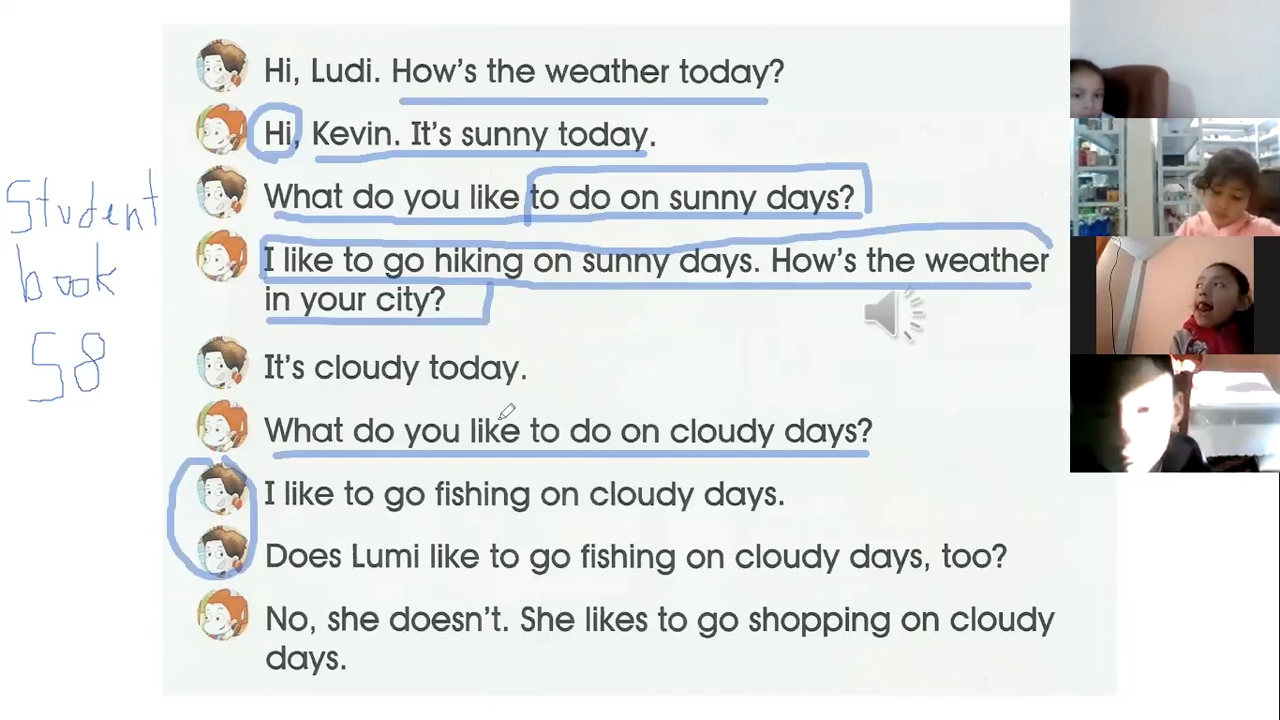 Hi, Ludi. How's the weather today?
Hi, Kevin. It's sunny today.
What do you like to do on sunny days?
I like to go hiking on sunny days. How's the weather
in your city?
It's cloudy today.
What do you like to do on cloudy days?
I like to go fishing on cloudy days.
Does Lumi like to go fishing on cloudy days, too?
No, she doesn't. She likes to go shopping on cloudy
days.
Student
book
58